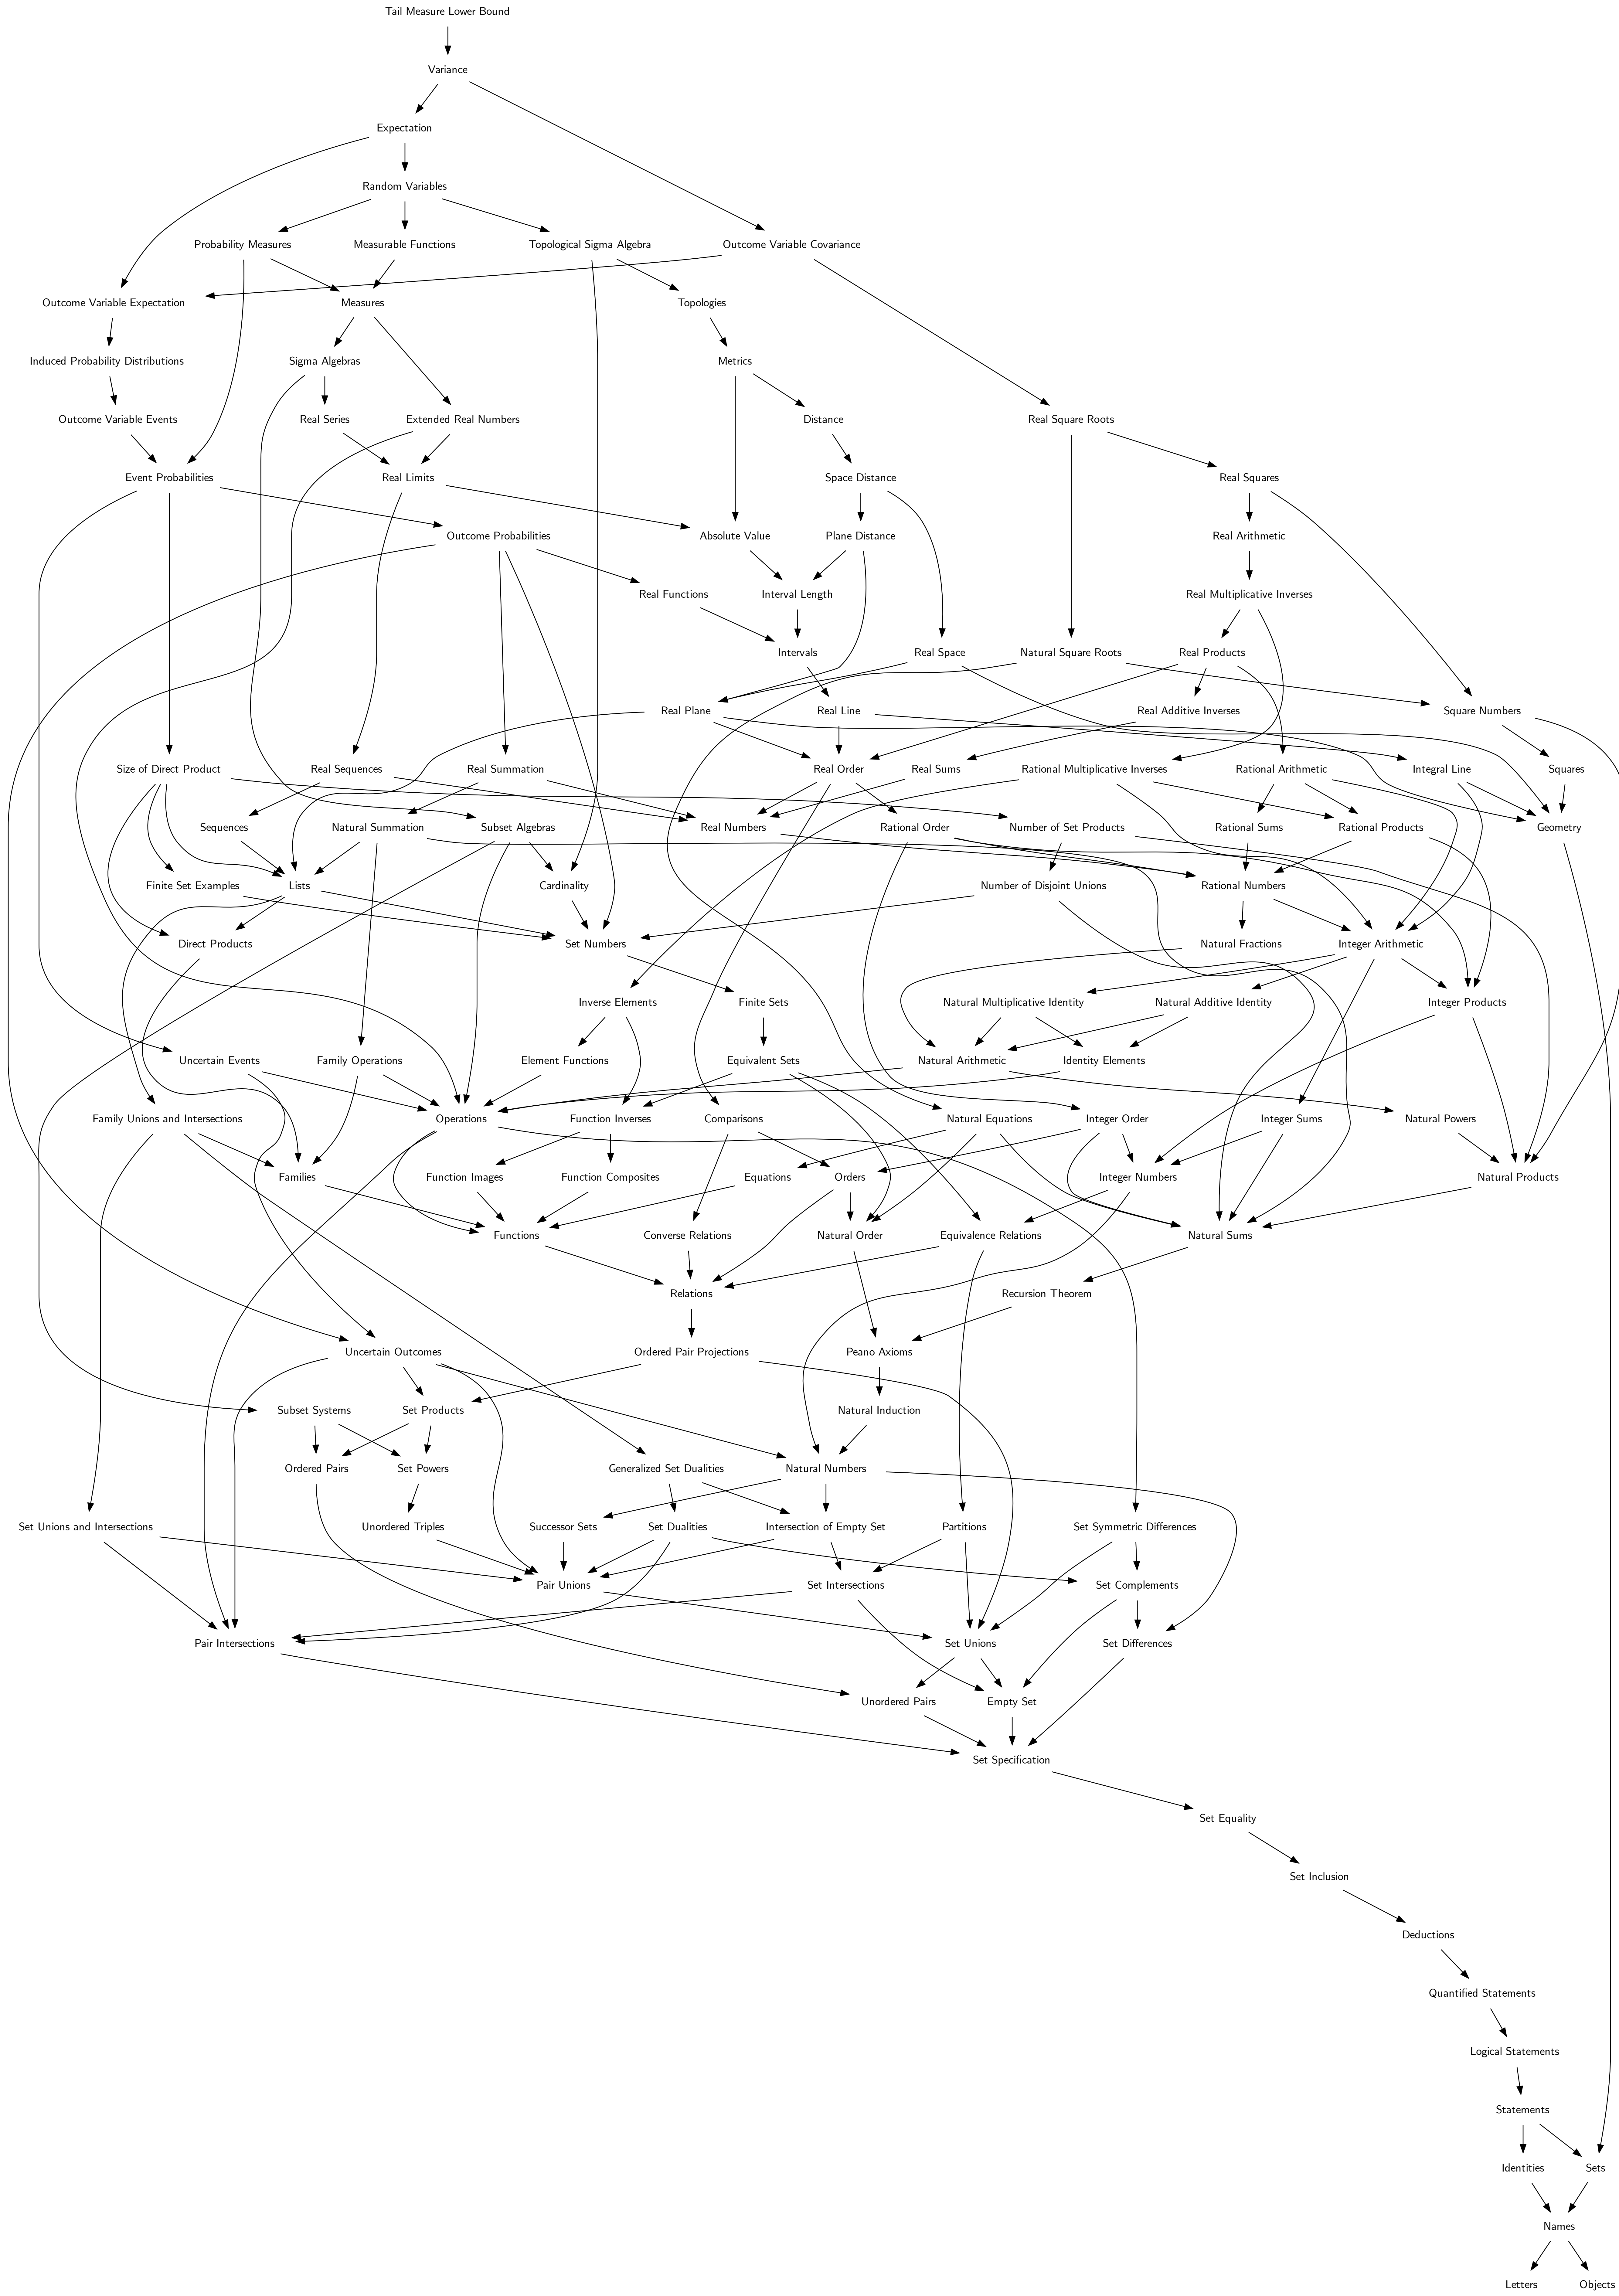 Tail Measure Lower Bound
Variance
Expectation
Random Variables
Probability Measures
Measurable Functions
Topological Sigma Algebra
Outcome Variable Covariance
Outcome Variable Expectation
Measures
Topologies
Induced Probability Distributions
Sigma Algebras
Metrics
Outcome Variable Events
Real Series
Extended Real Numbers
Distance
Real Square Roots
Event Probabilities
Real Limits
Space Distance
Real Squares
Outcome Probabilities
Absolute Value
Plane Distance
Real Arithmetic
Real Functions
Interval Length
Real Multiplicative Inverses
Intervals
Real Space
Natural Square Roots
Real Products
Real Plane
Real Line
Real Additive Inverses
Square Numbers
Size of Direct Product
Real Sequences
Real Summation
Real Order
Real Sums
Rational Multiplicative Inverses
Rational Arithmetic
Integral Line
Squares
Sequences
Natural Summation
Subset Algebras
Real Numbers
Rational Order
Number of Set Products
Rational Sums
Rational Products
Geometry
Finite Set Examples
Lists
Cardinality
Number of Disjoint Unions
Rational Numbers
Direct Products
Set Numbers
Natural Fractions
Integer Arithmetic
Inverse Elements
Finite Sets
Natural Multiplicative Identity
Natural Additive Identity
Integer Products
Uncertain Events
Family Operations
Element Functions
Equivalent Sets
Natural Arithmetic
Identity Elements
Family Unions and Intersections
Operations
Function Inverses
Comparisons
Natural Equations
Integer Order
Integer Sums
Natural Powers
Families
Function Images
Function Composites
Equations
Orders
Integer Numbers
Natural Products
Functions
Converse Relations
Natural Order
Equivalence Relations
Natural Sums
Relations
Recursion Theorem
Uncertain Outcomes
Ordered Pair Projections
Peano Axioms
Subset Systems
Set Products
Natural Induction
Ordered Pairs
Set Powers
Generalized Set Dualities
Natural Numbers
Set Unions and Intersections
Unordered Triples
Successor Sets
Set Dualities
Intersection of Empty Set
Partitions
Set Symmetric Differences
Pair Unions
Set Intersections
Set Complements
Pair Intersections
Set Unions
Set Differences
Unordered Pairs
Empty Set
Set Specification
Set Equality
Set Inclusion
Deductions
Quantified Statements
Logical Statements
Statements
Identities
Sets
Names
Letters
Objects